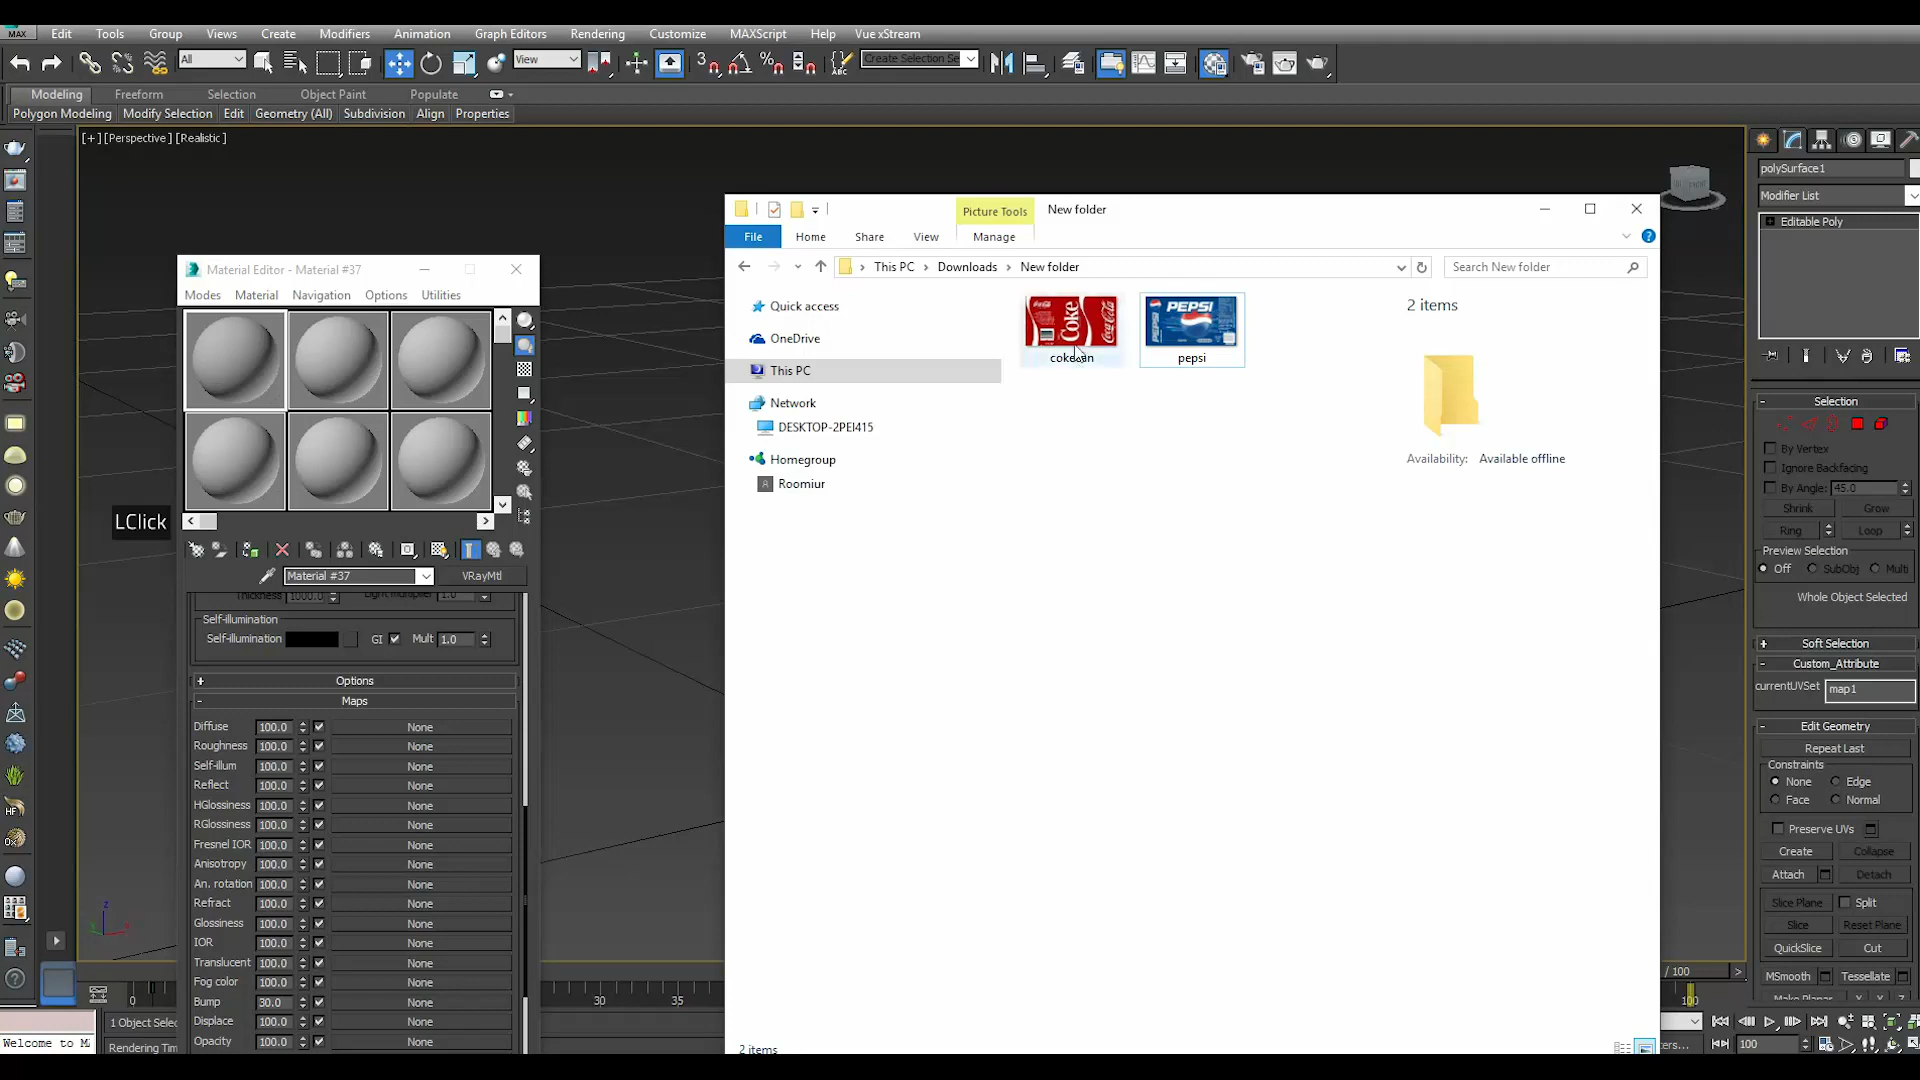 MAX
Edit Tools Group Views Create Modifiers Animation Graph Editors Rendering Customize MAXScript Help Vue xStream
All View Create Selection Se
Modeling Freeform Selection Object Paint Populate
Polygon Modeling Modify Selection Edit Geometry (All) Subdivision Align Properties
[+] [Perspective] [Realistic]
Material Editor - Material #37
Modes Material Navigation Options Utilities
LClick
Material #37 VRayMtl
Thickness 1000.0 Light multiplier 1.0
Self-illumination
Self-illumination GI Mult 1.0
+ Options
- Maps
Diffuse 100.0 None
Roughness 100.0 None
Self-illum 100.0 None
Reflect 100.0 None
HGlossiness 100.0 None
RGlossiness 100.0 None
Fresnel IOR 100.0 None
Anisotropy 100.0 None
An. rotation 100.0 None
Refract 100.0 None
Glossiness 100.0 None
IOR 100.0 None
Translucent 100.0 None
Fog color 100.0 None
Bump 30.0 None
Displace 100.0 None
Opacity 100.0 None
Picture Tools New folder
File Home Share View Manage
This PC Downloads New folder Search New folder
Quick access
OneDrive
This PC
Network
DESKTOP-2PEI415
Homegroup
Roomiur
Coke
PEPSI
pepsi
2 items
Availability: Available offline
2 items
polySurface1
Modifier List
Editable Poly
- Selection
By Vertex
Ignore Backfacing
By Angle: 45.0
Shrink Grow
Ring Loop
Preview Selection
Off SubObj Multi
Whole Object Selected
+ Soft Selection
- Custom_Attribute
currentUVSet map1
- Edit Geometry
Repeat Last
Constraints
None Edge
Face Normal
Preserve UVs
Create Collapse
Attach Detach
Slice Plane Split
Slice Reset Plane
QuickSlice Cut
MSmooth Tessellate
Make Planar X Y Z
0 30 35 / 100
100
1 Object Selec
Welcome to M
Rendering Tim
100